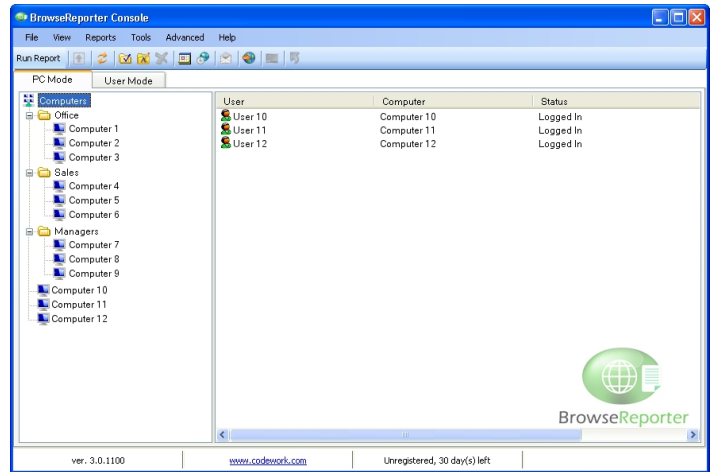 BrowseReporter Console
File View Reports Tools Advanced Help
Run Report
PC Mode User Mode
Computers
Office
Computer 1
Computer 2
Computer 3
Sales
Computer 4
Computer 5
Computer 6
Managers
Computer 7
Computer 8
Computer 9
Computer 10
Computer 11
Computer 12
User Computer Status
User 10 Computer 10 Logged In
User 11 Computer 11 Logged In
User 12 Computer 12 Logged In
BrowseReporter
ver. 3.0.1100 www.codework.com Unregistered, 30 day(s) left